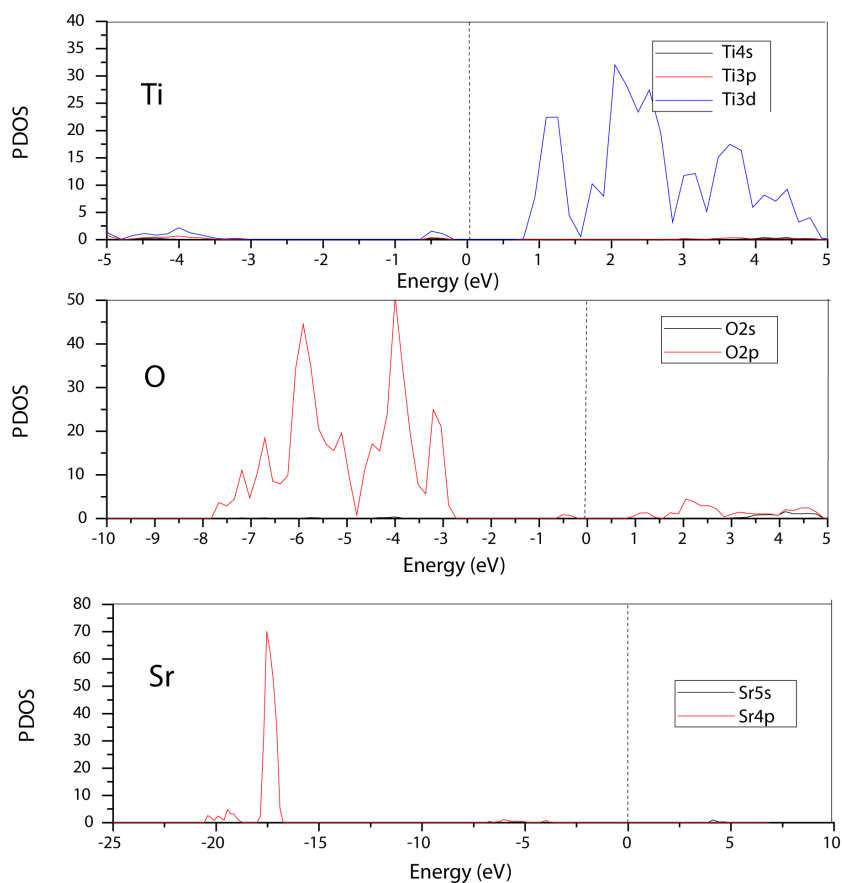 40
35
30
25
20
15
10
5
0
PDOS
Ti
Ti4s
Ti3p
Ti3d
-5 -4 -3 -2 -1 0 1 2 3 4 5
Energy (eV)
50
40
30
20
10
0
PDOS
O
O2s
O2p
-10 -9 -8 -7 -6 -5 -4 -3 -2 -1 0 1 2 3 4 5
Energy (eV)
80
70
60
50
40
30
20
10
0
PDOS
Sr
Sr5s
Sr4p
-25 -20 -15 -10 -5 0 5 10
Energy (eV)